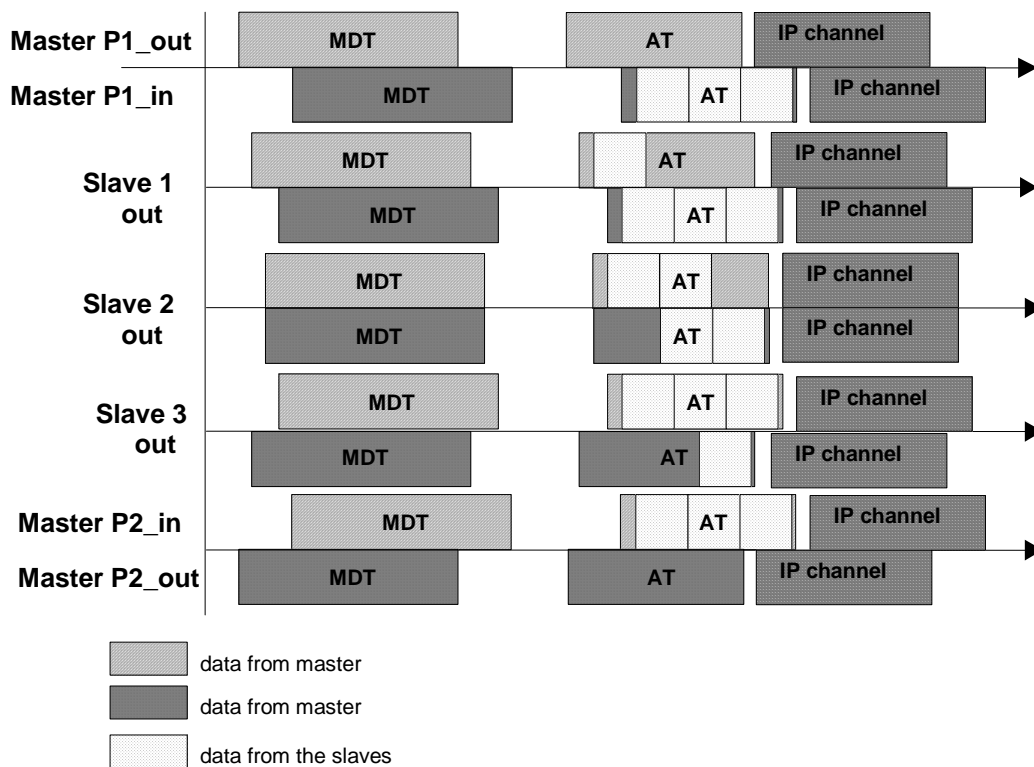 Master P1_out
MDT
AT
IP channel
Master P1_in
MDT
AT
IP channel
Slave 1
out
MDT
AT
IP channel
MDT
AT
IP channel
Slave 2
out
MDT
AT
IP channel
MDT
AT
IP channel
Slave 3
out
MDT
AT
IP channel
MDT
AT
IP channel
Master P2_in
MDT
AT
IP channel
Master P2_out
MDT
AT
IP channel
data from master
data from master
data from the slaves